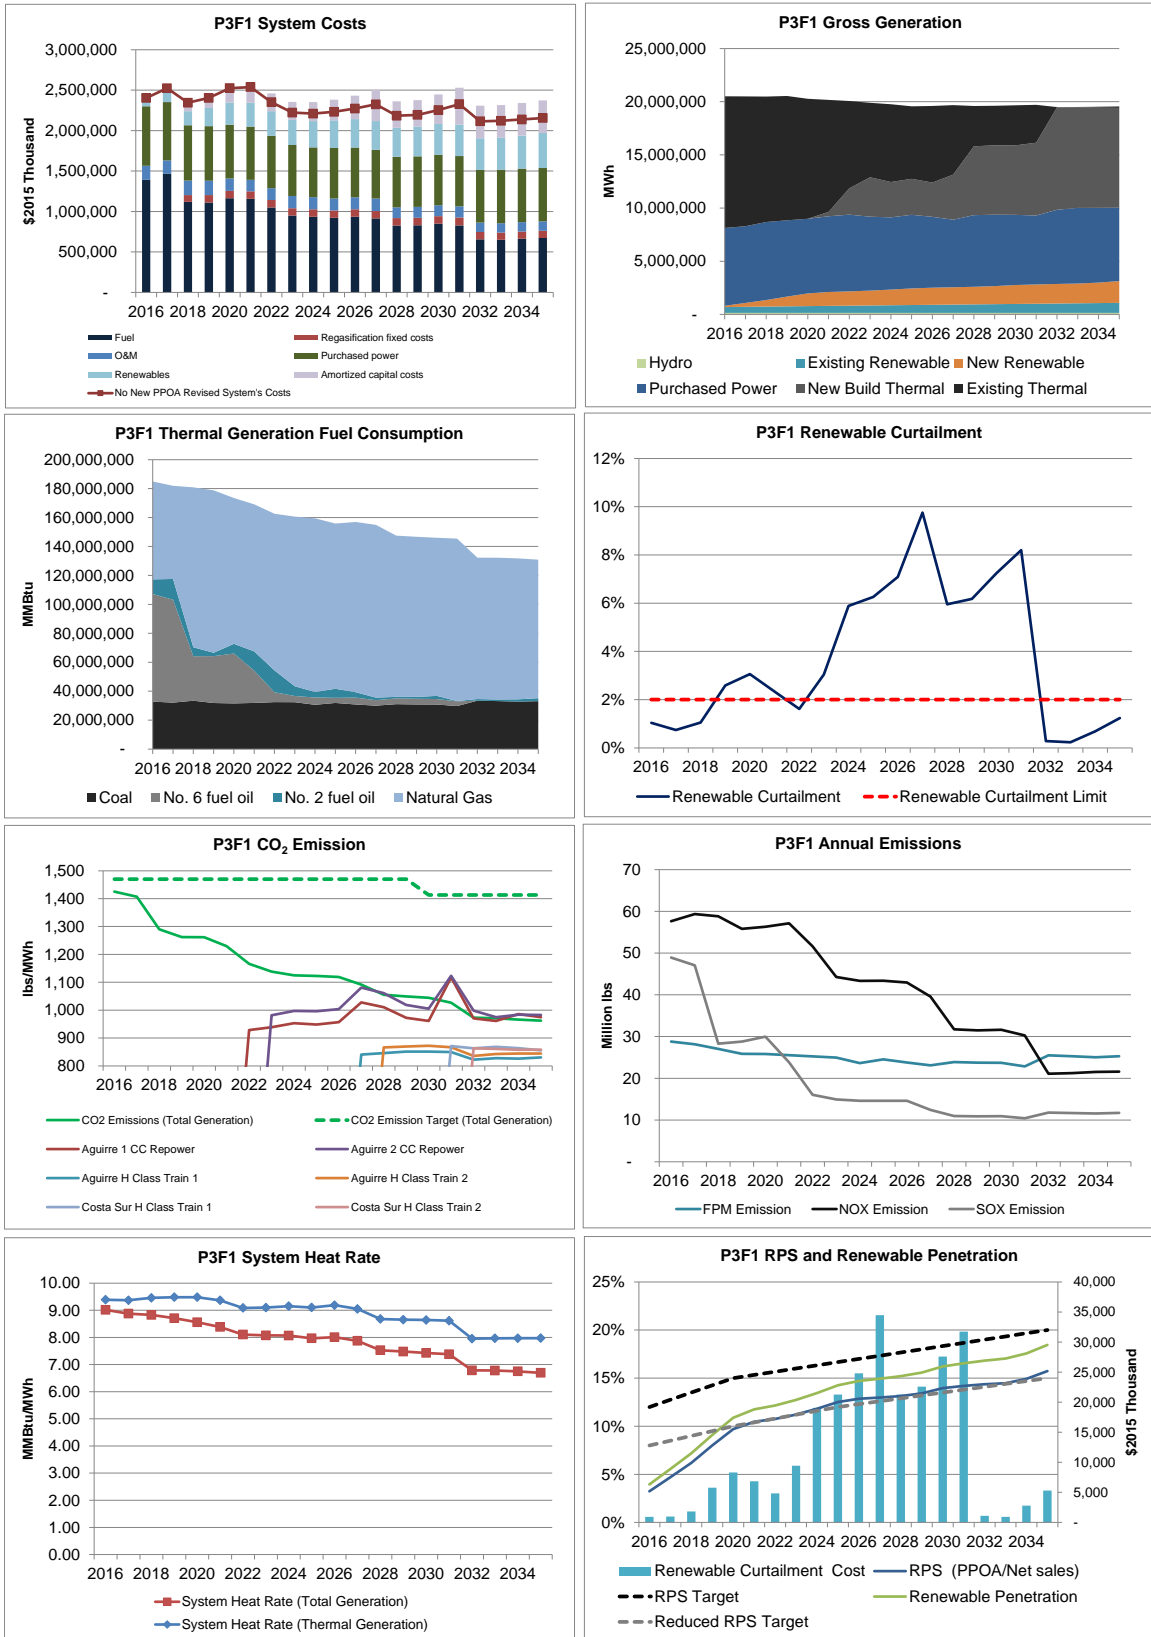 P3F1 System Costs
3,000,000
2,500,000
2,000,000
1,500,000
1,000,000
500,000
-
$2015 Thousand
2016 2018 2020 2022 2024 2026 2028 2030 2032 2034
Fuel
Regasification fixed costs
O&M
Purchased power
Renewables
Amortized capital costs
No New PPOA Revised System's Costs
P3F1 Gross Generation
25,000,000
20,000,000
15,000,000
10,000,000
5,000,000
-
MWh
2016 2018 2020 2022 2024 2026 2028 2030 2032 2034
Hydro Existing Renewable New Renewable
Purchased Power New Build Thermal Existing Thermal
P3F1 Thermal Generation Fuel Consumption
200,000,000
180,000,000
160,000,000
140,000,000
120,000,000
100,000,000
80,000,000
60,000,000
40,000,000
20,000,000
-
MMBtu
2016 2018 2020 2022 2024 2026 2028 2030 2032 2034
Coal No. 6 fuel oil No. 2 fuel oil Natural Gas
P3F1 Renewable Curtailment
12%
10%
8%
6%
4%
2%
0%
2016 2018 2020 2022 2024 2026 2028 2030 2032 2034
Renewable Curtailment Renewable Curtailment Limit
P3F1 CO2 Emission
1,500
1,400
1,300
1,200
1,100
1,000
900
800
lbs/MWh
2016 2018 2020 2022 2024 2026 2028 2030 2032 2034
CO2 Emissions (Total Generation) CO2 Emission Target (Total Generation)
Aguirre 1 CC Repower Aguirre 2 CC Repower
Aguirre H Class Train 1 Aguirre H Class Train 2
Costa Sur H Class Train 1 Costa Sur H Class Train 2
P3F1 Annual Emissions
70
60
50
40
30
20
10
-
Million lbs
2016 2018 2020 2022 2024 2026 2028 2030 2032 2034
FPM Emission NOX Emission SOX Emission
P3F1 System Heat Rate
10.00
9.00
8.00
7.00
6.00
5.00
4.00
3.00
2.00
1.00
0.00
MMBtu/MWh
2016 2018 2020 2022 2024 2026 2028 2030 2032 2034
System Heat Rate (Total Generation)
System Heat Rate (Thermal Generation)
P3F1 RPS and Renewable Penetration
25%
20%
15%
10%
5%
0%
40,000
35,000
30,000
25,000
20,000
15,000
10,000
5,000
-
$2015 Thousand
2016 2018 2020 2022 2024 2026 2028 2030 2032 2034
Renewable Curtailment Cost RPS (PPOA/Net sales)
RPS Target Renewable Penetration
Reduced RPS Target